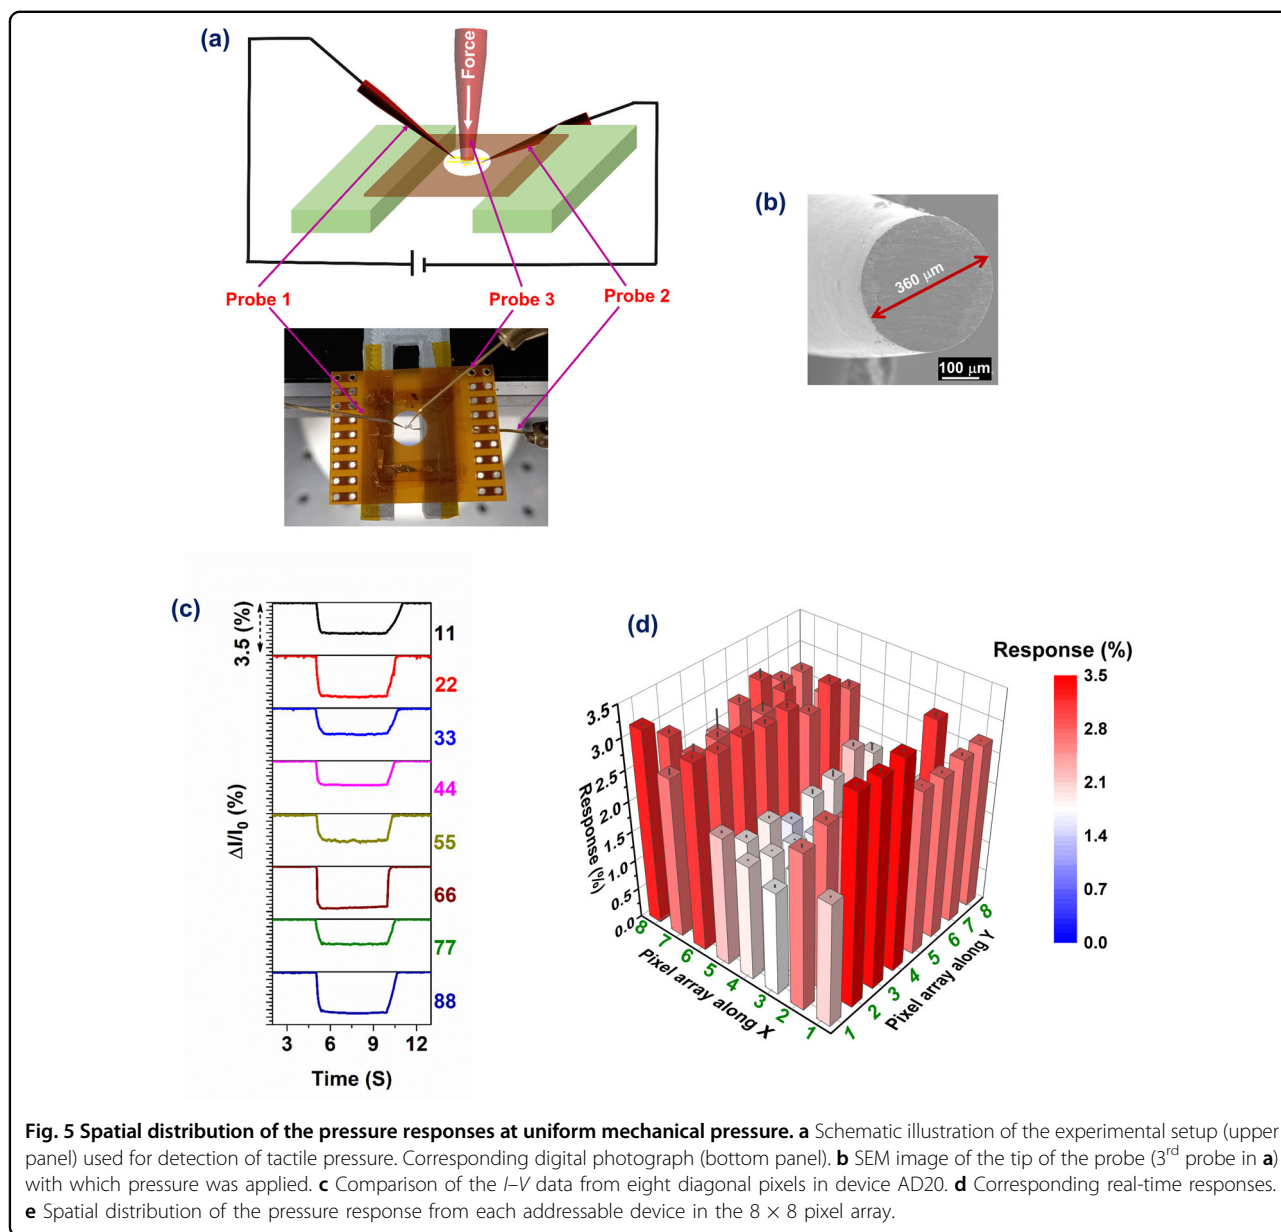 (a)
Force
Probe 1
Probe 3
Probe 2
(b)
360 μm
100 μm
(c)
3.5 (%)
ΔI/I0 (%)
11
22
33
44
55
66
77
88
3 6 9 12
Time (S)
(d)
Response (%)
3.5
2.8
2.1
1.4
0.7
0.0
3.5
3.0
2.5
2.0
1.5
1.0
0.5
0.0
Response (%)
8 7 6 5 4 3 2 1
Pixel array along X
1 2 3 4 5 6 7 8
Pixel array along Y
Fig. 5 Spatial distribution of the pressure responses at uniform mechanical pressure. a Schematic illustration of the experimental setup (upper
panel) used for detection of tactile pressure. Corresponding digital photograph (bottom panel). b SEM image of the tip of the probe (3rd probe in a)
with which pressure was applied. c Comparison of the I–V data from eight diagonal pixels in device AD20. d Corresponding real-time responses.
e Spatial distribution of the pressure response from each addressable device in the 8 × 8 pixel array.